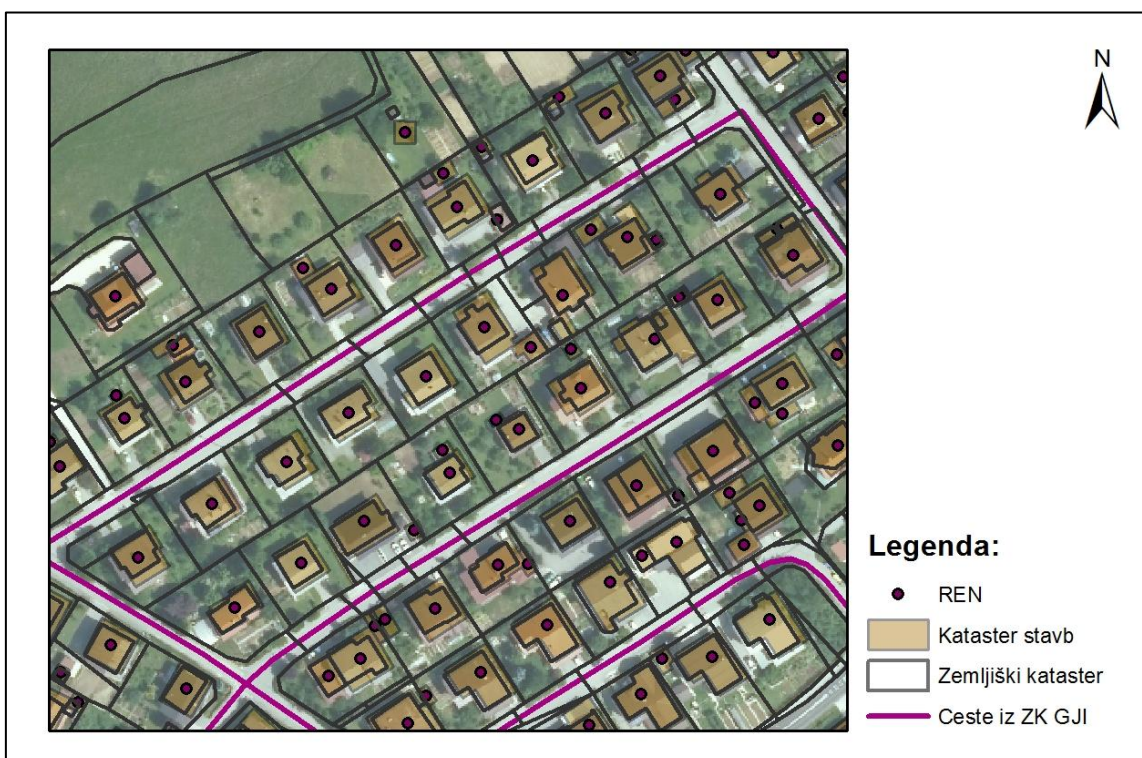 N
Legenda:
REN
Kataster stavb
Zemljiški kataster
Ceste iz ZK GJI